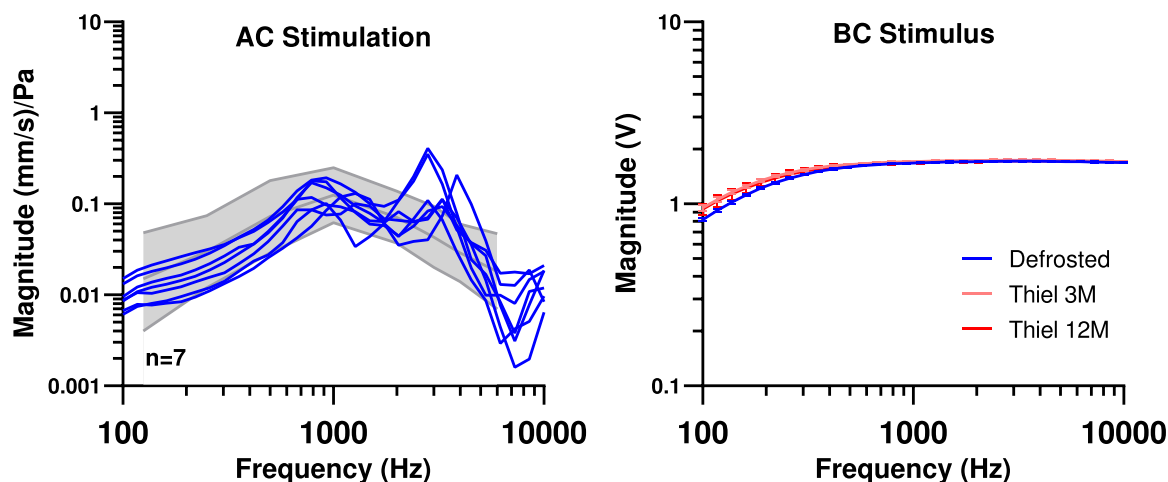 AC Stimulation
Magnitude (mm/s)/Pa
10
1
0.1
0.01
0.001
n=7
100
1000
10000
Frequency (Hz)
BC Stimulus
Magnitude (V)
10
1
0.1
Defrosted
Thiel 3M
Thiel 12M
100
1000
10000
Frequency (Hz)